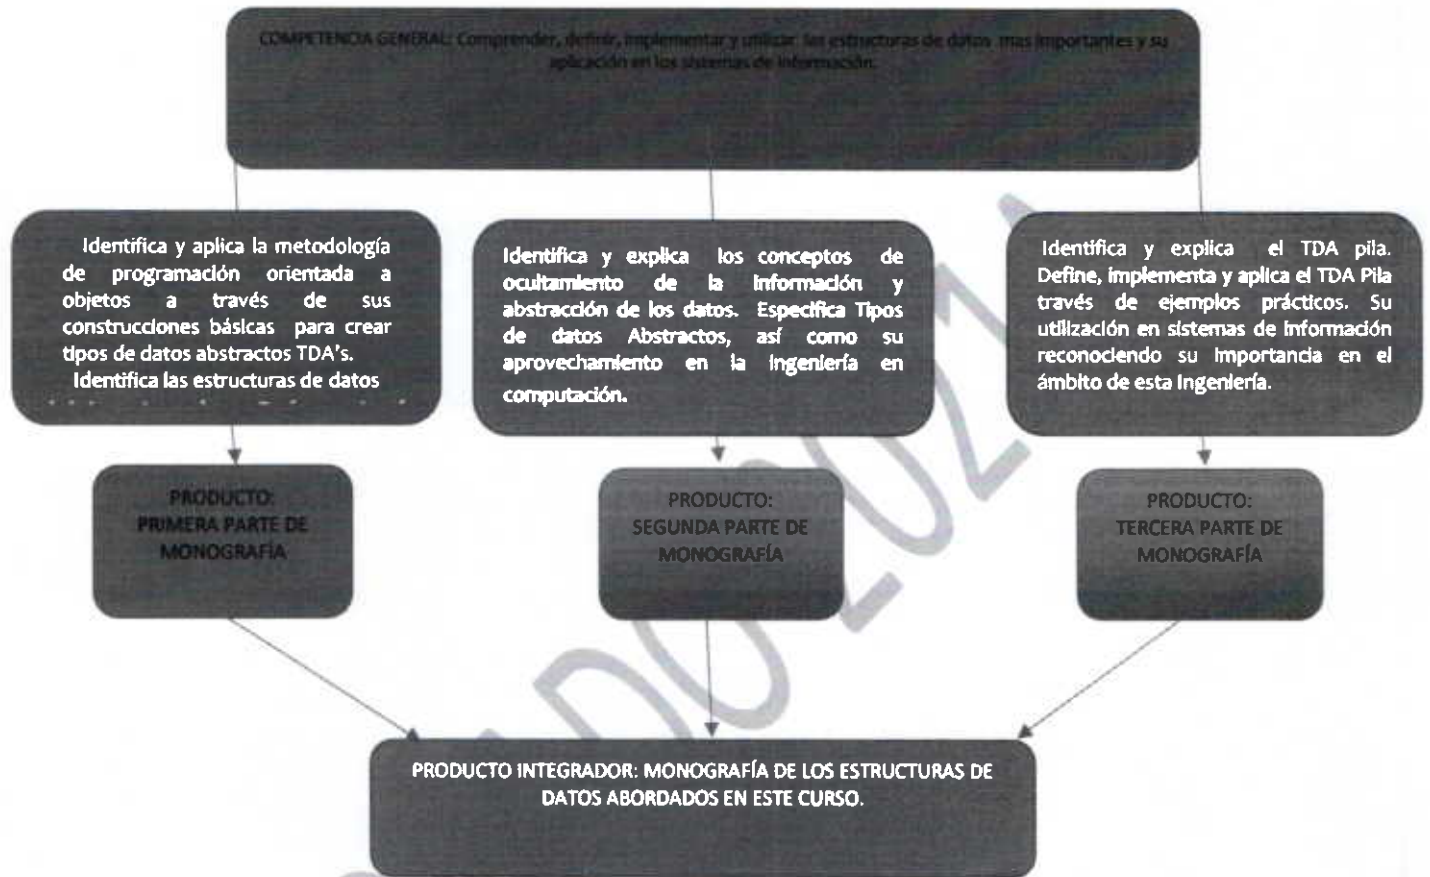 COMPETENCIA GENERAL: Comprender, definir, implementar y utilizar las estructuras de datos mas importantes y su
aplicación en los sistemas de información.
Identifica y aplica la metodología
de programación orientada a
objetos a través de sus
construcciones básicas para crear
tipos de datos abstractos TDA's.
Identifica las estructuras de datos
Identifica y explica los conceptos de
ocultamiento de la información y
abstracción de los datos. Especifica Tipos
de datos Abstractos, así como su
aprovechamiento en la ingeniería en
computación.
Identifica y explica el TDA pila.
Define, implementa y aplica el TDA Pila
través de ejemplos prácticos. Su
utilización en sistemas de información
reconociendo su importancia en el
ámbito de esta Ingeniería.
PRODUCTO:
PRIMERA PARTE DE
MONOGRAFÍA
PRODUCTO:
SEGUNDA PARTE DE
MONOGRAFÍA
PRODUCTO:
TERCERA PARTE DE
MONOGRAFÍA
PRODUCTO INTEGRADOR: MONOGRAFÍA DE LOS ESTRUCTURAS DE
DATOS ABORDADOS EN ESTE CURSO.